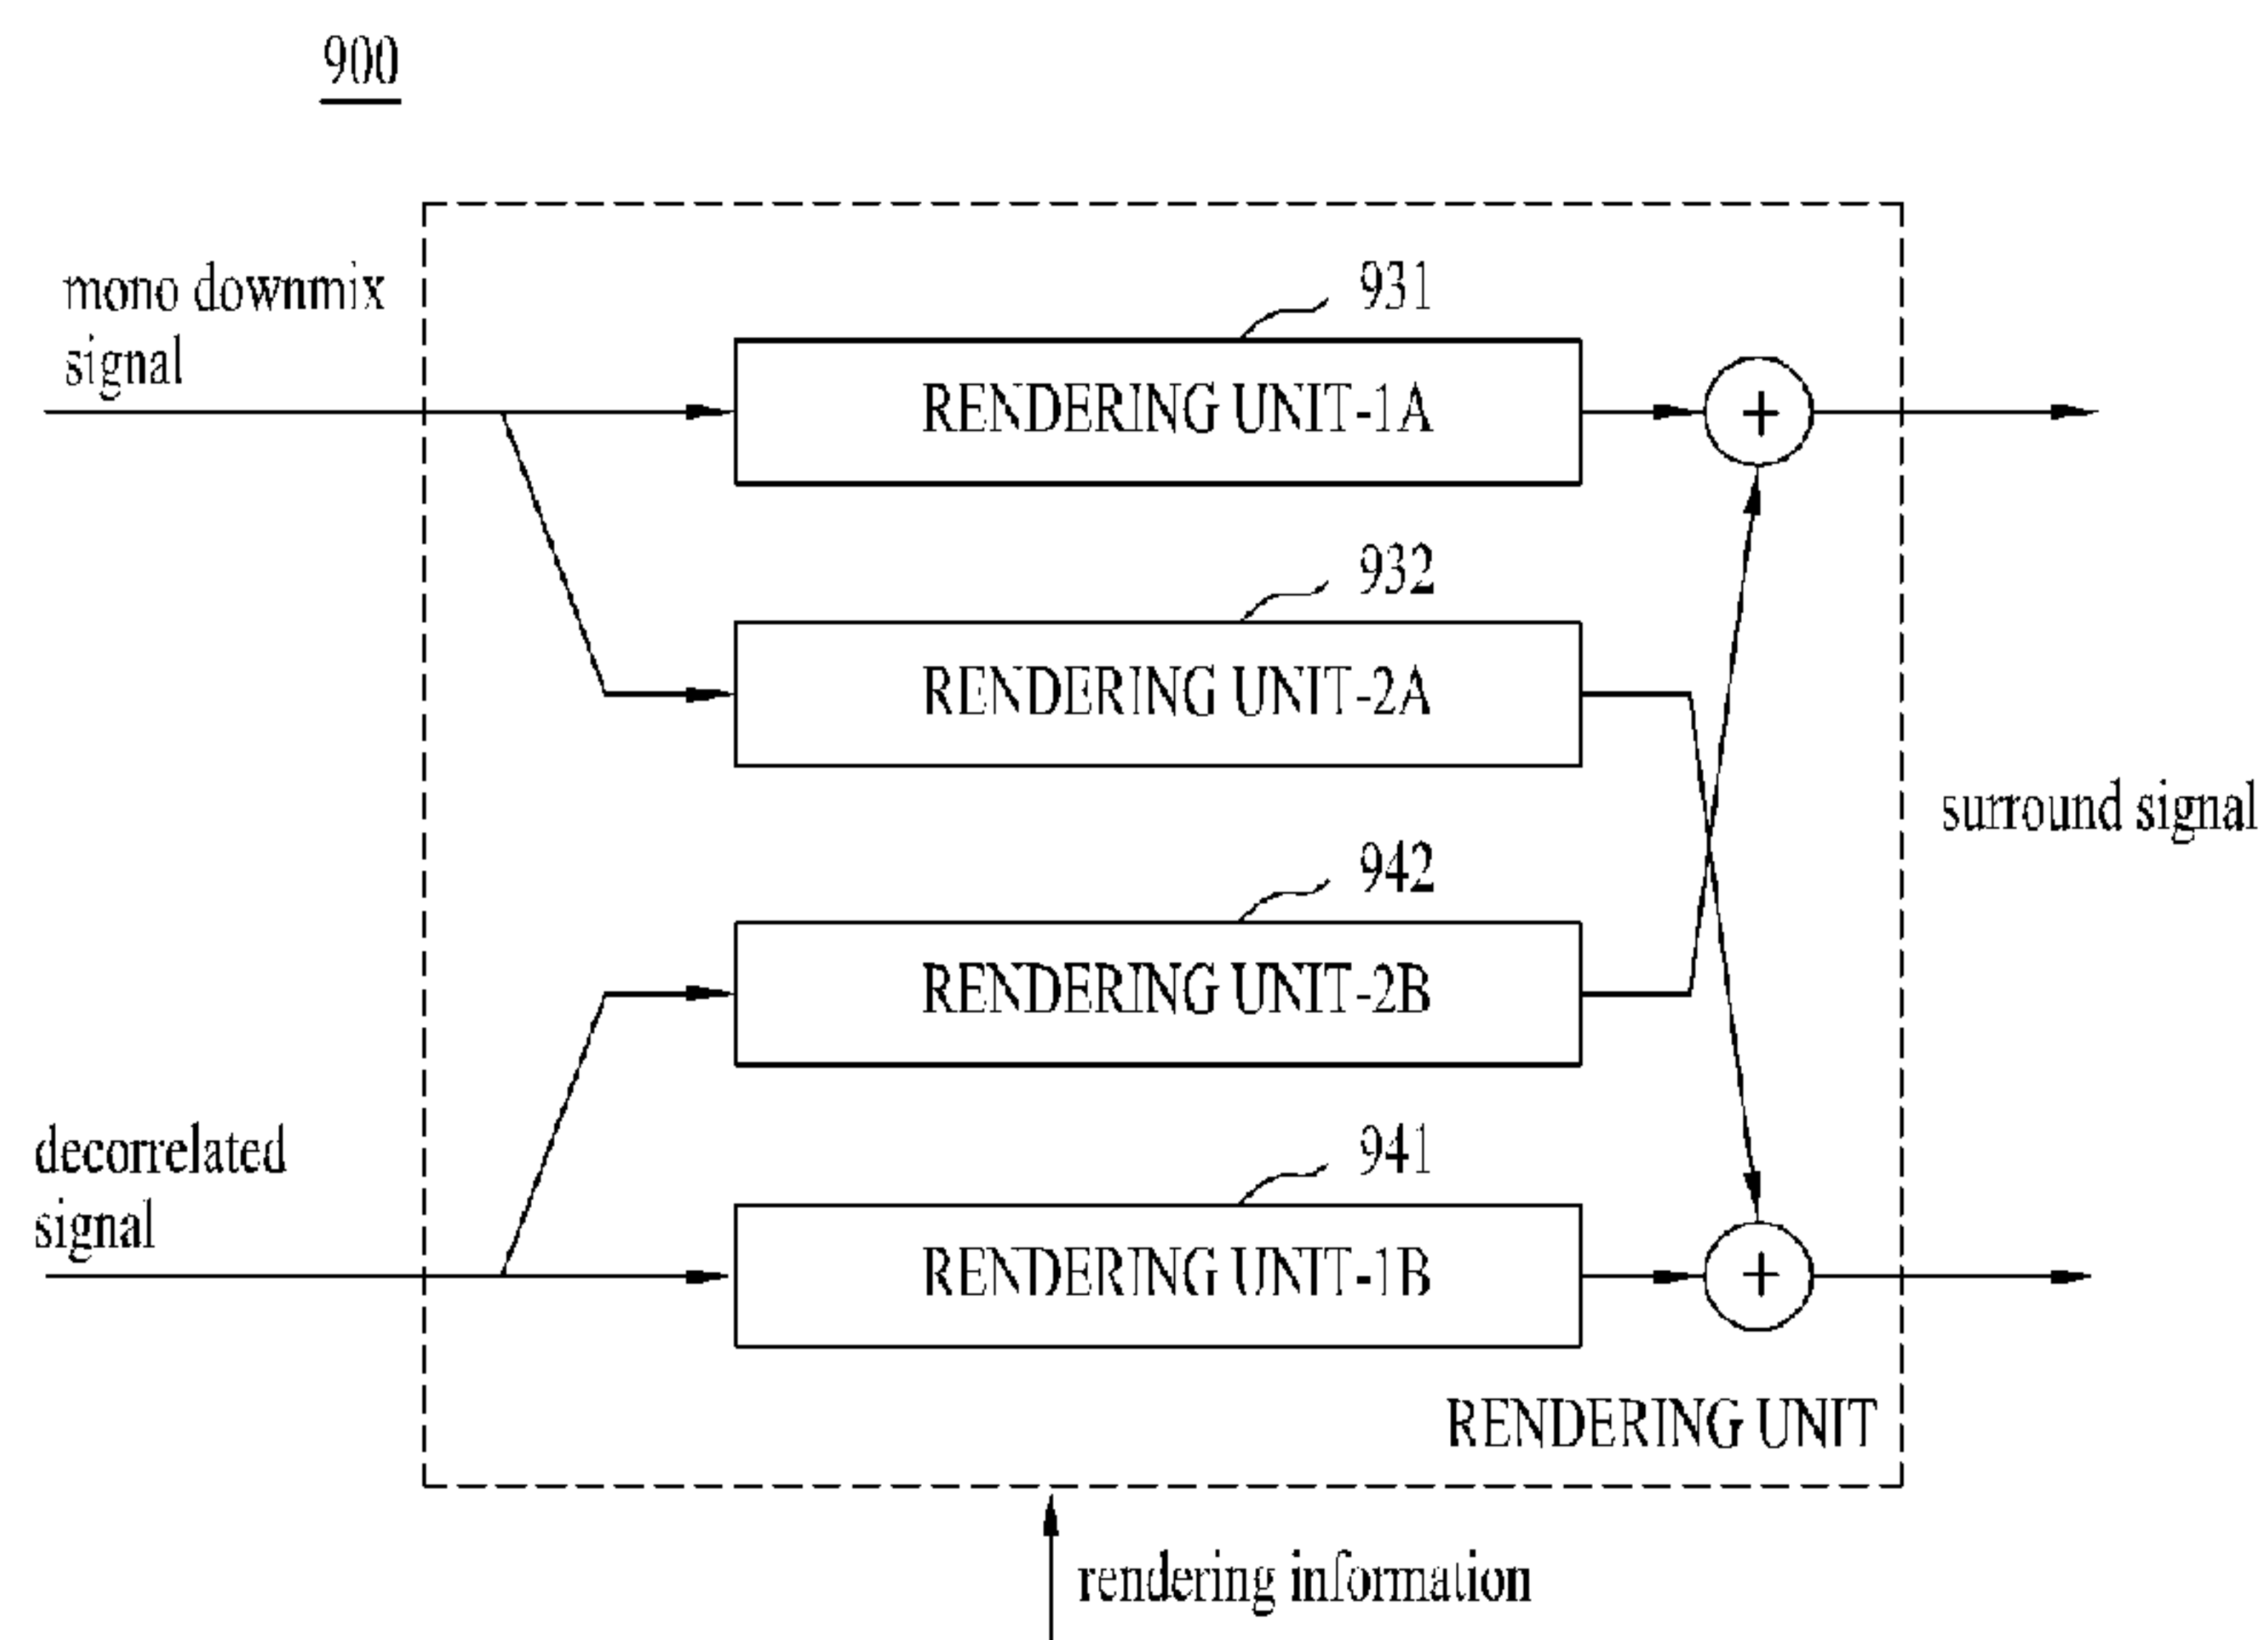 900
mono downmix
signal
931
RENDERING UNIT-1A
+
932
RENDERING UNIT-2A
surround signal
942
RENDERING UNIT-2B
decorrelated
signal
941
RENDERING UNIT-1B
+
RENDERING UNIT
rendering information